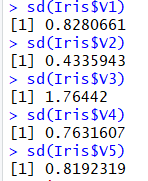 > sd(Iris$V1)
[1] 0.8280661
> sd(Iris$V2)
[1] 0.4335943
> sd(Iris$V3)
[1] 1.76442
> sd(Iris$V4)
[1] 0.7631607
> sd(Iris$V5)
[1] 0.8192319